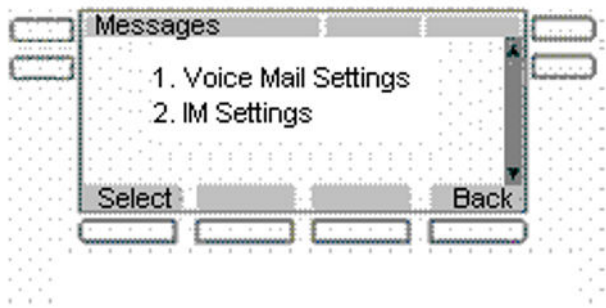 Messages
1. Voice Mail Settings
2. IM Settings
Select Back